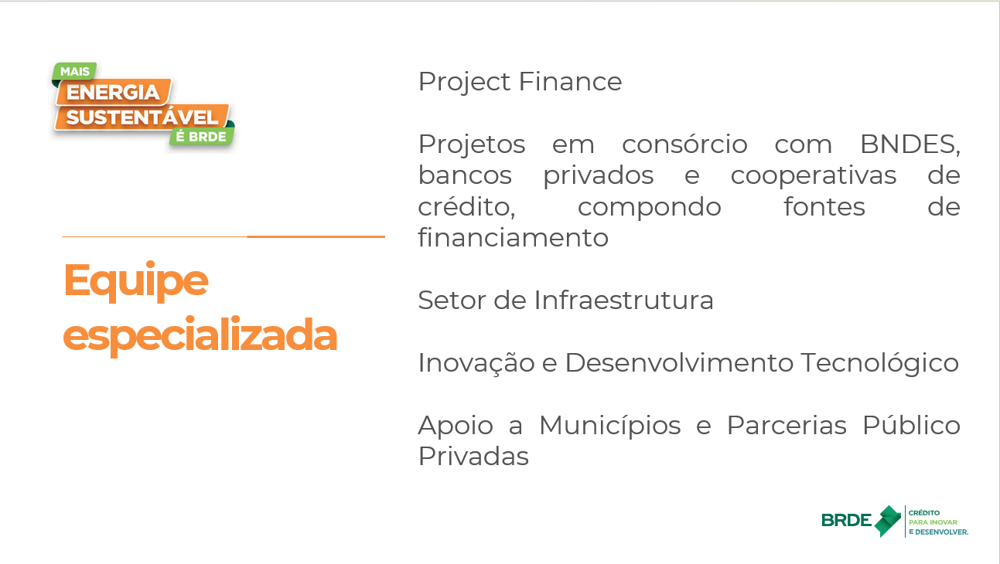 MAIS
ENERGIA
SUSTENTÁVEL
É BRDE
Equipe
especializada
Project Finance
Projetos em consórcio com BNDES,
bancos privados e cooperativas de
crédito, compondo fontes de
financiamento
Setor de Infraestrutura
Inovação e Desenvolvimento Tecnológico
Apoio a Municípios e Parcerias Público
Privadas
BRDE
CRÉDITO
PARA INOVAR
E DESENVOLVER.